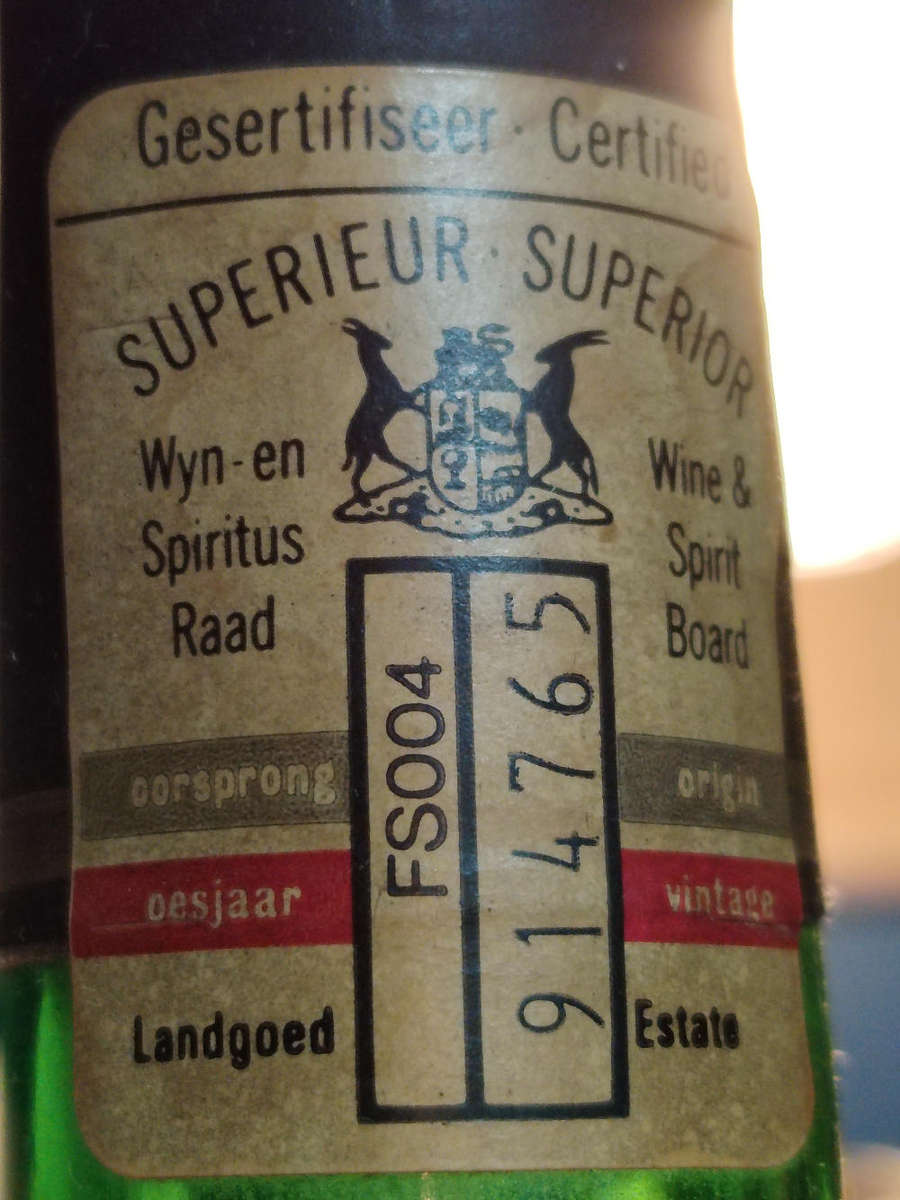 Gesertifiseer · Certified
SUPERIEUR · SUPERIOR
Wyn-en
Spiritus
Raad
Wine &
Spirit
Board
FS004
914765
oorsprong
origin
oesjaar
vintage
Landgoed
Estate